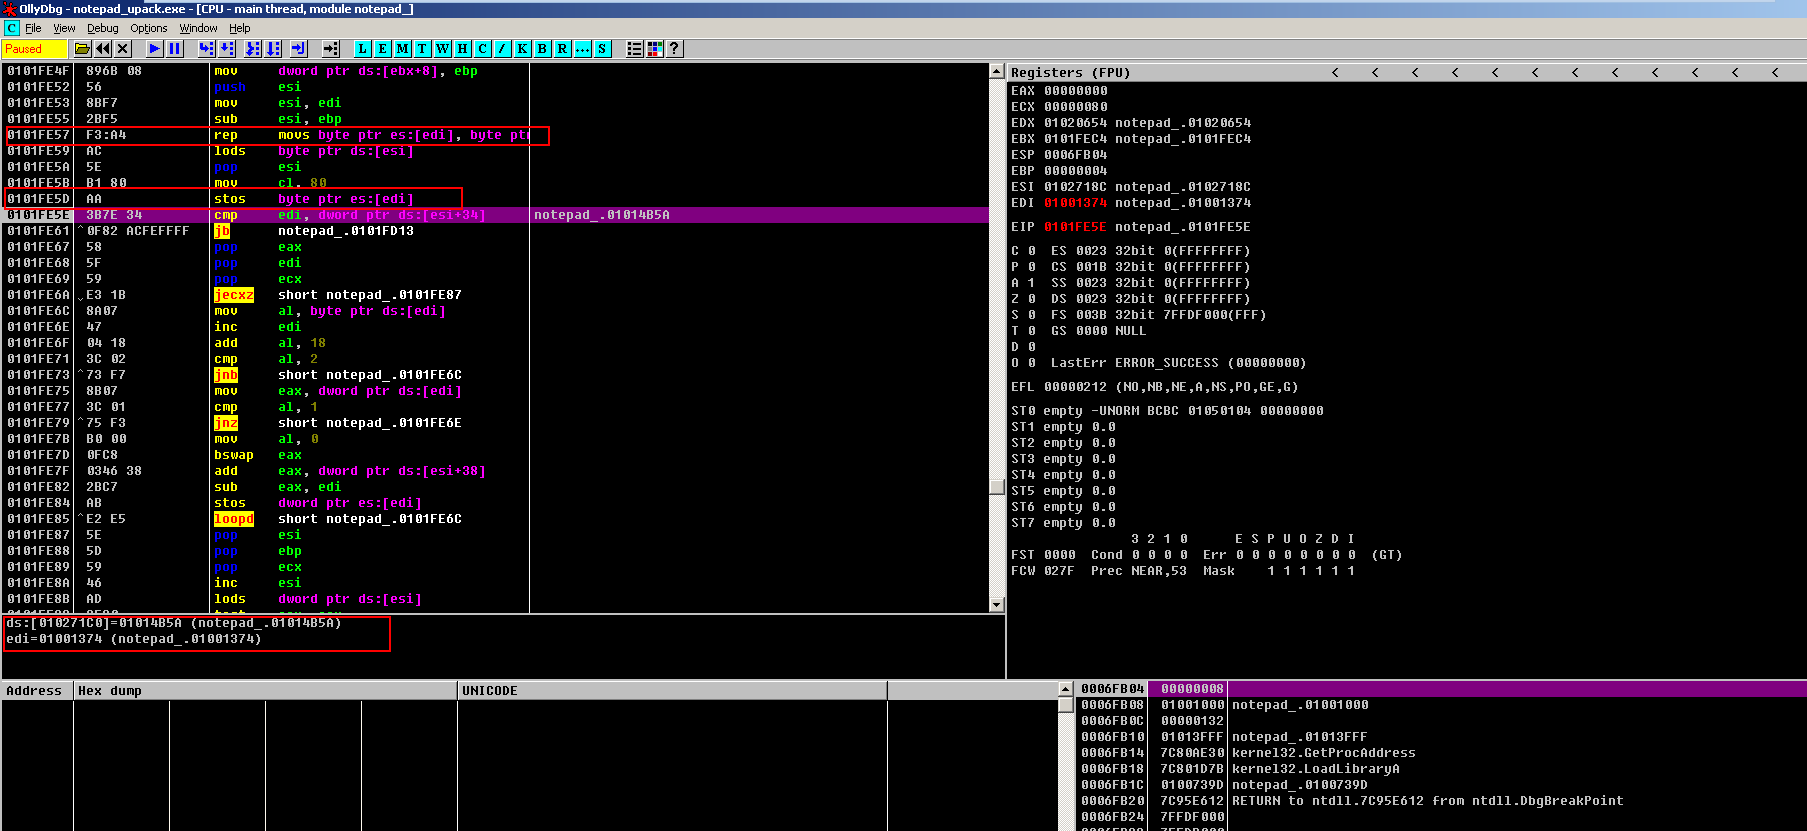 OllyDbg - notepad_upack.exe - [CPU - main thread, module notepad_]
C File View Debug Options Window Help
Paused L E M T W H C / K B R ... S ?
0101FE4F 896B 08 mov dword ptr ds:[ebx+8], ebp
0101FE52 56 push esi
0101FE53 8BF7 mov esi, edi
0101FE55 2BF5 sub esi, ebp
0101FE57 F3:A4 rep movs byte ptr es:[edi], byte ptr
0101FE59 AC lods byte ptr ds:[esi]
0101FE5A 5E pop esi
0101FE5B B1 80 mov cl, 80
0101FE5D AA stos byte ptr es:[edi]
0101FE5E 3B7E 34 cmp edi, dword ptr ds:[esi+34] notepad_.01014B5A
0101FE61 ^ 0F82 ACFEFFFF jb notepad_.0101FD13
0101FE67 58 pop eax
0101FE68 5F pop edi
0101FE69 59 pop ecx
0101FE6A E3 1B jecxz short notepad_.0101FE87
0101FE6C 8A07 mov al, byte ptr ds:[edi]
0101FE6E 47 inc edi
0101FE6F 04 18 add al, 18
0101FE71 3C 02 cmp al, 2
0101FE73 ^ 73 F7 jnb short notepad_.0101FE6C
0101FE75 8B07 mov eax, dword ptr ds:[edi]
0101FE77 3C 01 cmp al, 1
0101FE79 ^ 75 F3 jnz short notepad_.0101FE6E
0101FE7B B0 00 mov al, 0
0101FE7D 0FC8 bswap eax
0101FE7F 0346 38 add eax, dword ptr ds:[esi+38]
0101FE82 2BC7 sub eax, edi
0101FE84 AB stos dword ptr es:[edi]
0101FE85 ^ E2 E5 loopd short notepad_.0101FE6C
0101FE87 5E pop esi
0101FE88 5D pop ebp
0101FE89 59 pop ecx
0101FE8A 46 inc esi
0101FE8B AD lods dword ptr ds:[esi]
ds:[010271C0]=01014B5A (notepad_.01014B5A)
edi=01001374 (notepad_.01001374)
Registers (FPU) < < < < < < < < < < < <
EAX 00000000
ECX 00000080
EDX 01020654 notepad_.01020654
EBX 0101FEC4 notepad_.0101FEC4
ESP 0006FB04
EBP 00000004
ESI 0102718C notepad_.0102718C
EDI 01001374 notepad_.01001374
EIP 0101FE5E notepad_.0101FE5E
C 0 ES 0023 32bit 0(FFFFFFFF)
P 0 CS 001B 32bit 0(FFFFFFFF)
A 1 SS 0023 32bit 0(FFFFFFFF)
Z 0 DS 0023 32bit 0(FFFFFFFF)
S 0 FS 003B 32bit 7FFDF000(FFF)
T 0 GS 0000 NULL
D 0
O 0 LastErr ERROR_SUCCESS (00000000)
EFL 00000212 (NO,NB,NE,A,NS,PO,GE,G)
ST0 empty -UNORM BCBC 01050104 00000000
ST1 empty 0.0
ST2 empty 0.0
ST3 empty 0.0
ST4 empty 0.0
ST5 empty 0.0
ST6 empty 0.0
ST7 empty 0.0
3 2 1 0 E S P U O Z D I
FST 0000 Cond 0 0 0 0 Err 0 0 0 0 0 0 0 0 (GT)
FCW 027F Prec NEAR,53 Mask 1 1 1 1 1 1
Address Hex dump UNICODE
0006FB04 00000008
0006FB08 01001000 notepad_.01001000
0006FB0C 00000132
0006FB10 01013FFF notepad_.01013FFF
0006FB14 7C80AE30 kernel32.GetProcAddress
0006FB18 7C801D7B kernel32.LoadLibraryA
0006FB1C 0100739D notepad_.0100739D
0006FB20 7C95E612 RETURN to ntdll.7C95E612 from ntdll.DbgBreakPoint
0006FB24 7FFDF000